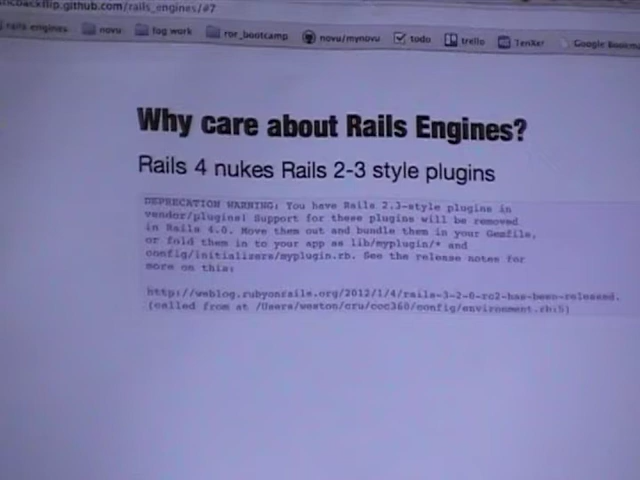 ticbackflip.github.com/rails_engines/#7
rails engines novu fog work ror_bootcamp novu/mynovu todo trello TenXer Google bookma
Why care about Rails Engines?
Rails 4 nukes Rails 2-3 style plugins
DEPRECATION WARNING: You have Rails 2.3-style plugins in
vendor/plugins! Support for these plugins will be removed
in Rails 4.0. Move them out and bundle them in your Gemfile,
or fold them in to your app as lib/myplugin/* and
config/initializers/myplugin.rb. See the release notes for
more on this:
http://weblog.rubyonrails.org/2012/1/4/rails-3-2-0-rc2-has-been-released.
(called from at /Users/weston/cru/coc360/config/environment.rb:5)